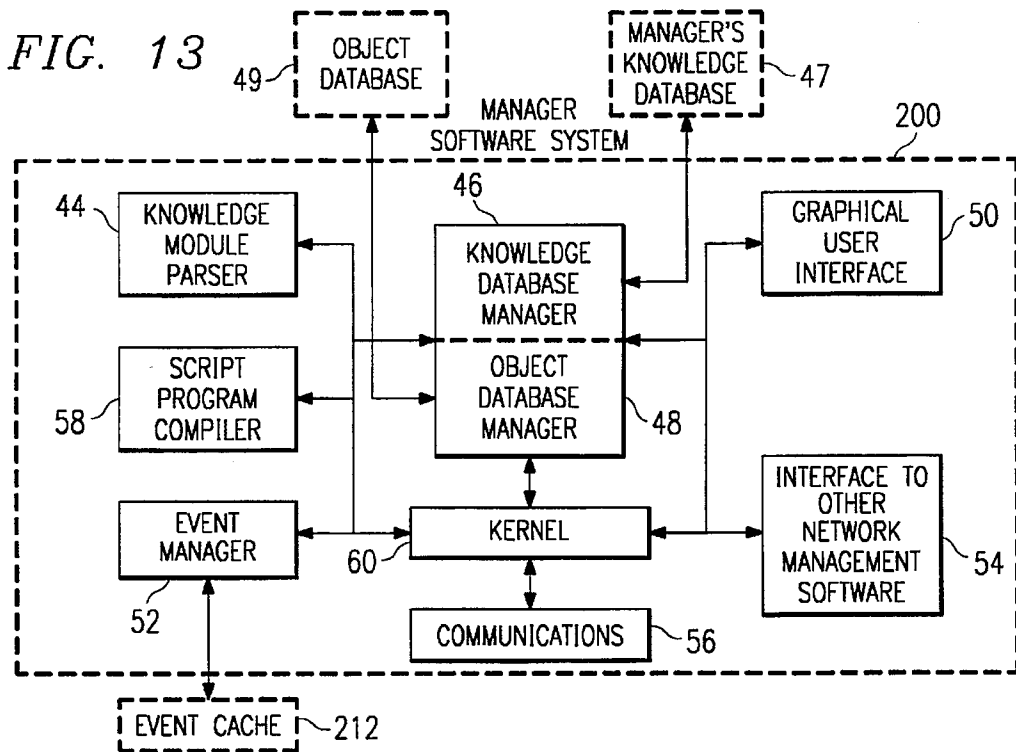 FIG. 13
OBJECT
DATABASE
49
MANAGER'S
KNOWLEDGE
DATABASE
47
MANAGER
SOFTWARE SYSTEM
200
44
KNOWLEDGE
MODULE
PARSER
46
KNOWLEDGE
DATABASE
MANAGER
GRAPHICAL
USER
INTERFACE
50
SCRIPT
PROGRAM
COMPILER
58
OBJECT
DATABASE
MANAGER
48
EVENT
MANAGER
52
KERNEL
60
INTERFACE TO
OTHER
NETWORK
MANAGEMENT
SOFTWARE
54
COMMUNICATIONS
56
EVENT CACHE
212